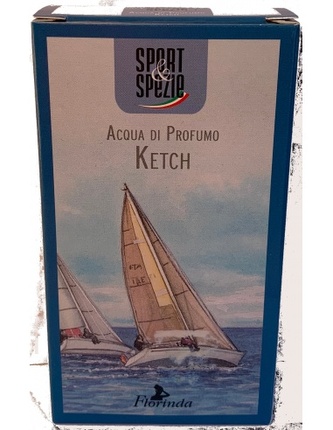 SPORT
&
SPEZIE
ACQUA DI PROFUMO
KETCH
Florinda